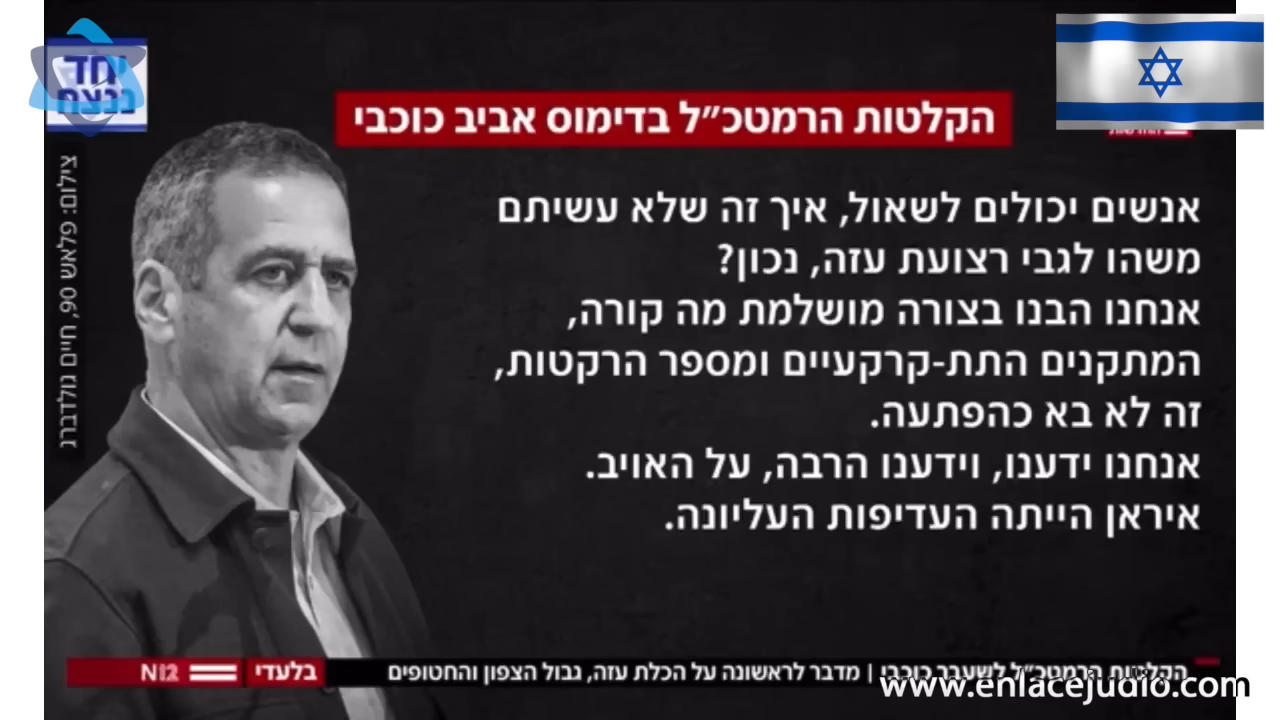 יחד
ננצח
הקלטות הרמטכ״ל בדימוס אביב כוכבי
החדשות
צילום: פלאש 90, חיים גולדברג
אנשים יכולים לשאול, איך זה שלא עשיתם
משהו לגבי רצועת עזה, נכון?
אנחנו הבנו בצורה מושלמת מה קורה,
המתקנים התת-קרקעיים ומספר הרקטות,
זה לא בא כהפתעה.
אנחנו ידענו, וידענו הרבה, על האויב.
איראן הייתה העדיפות העליונה.
הקלטות הרמטכ״ל לשעבר כוכבי | מדבר לראשונה על הכלת עזה, גבול הצפון והחטופים
בלעדי
N12
www.enlacejudio.com